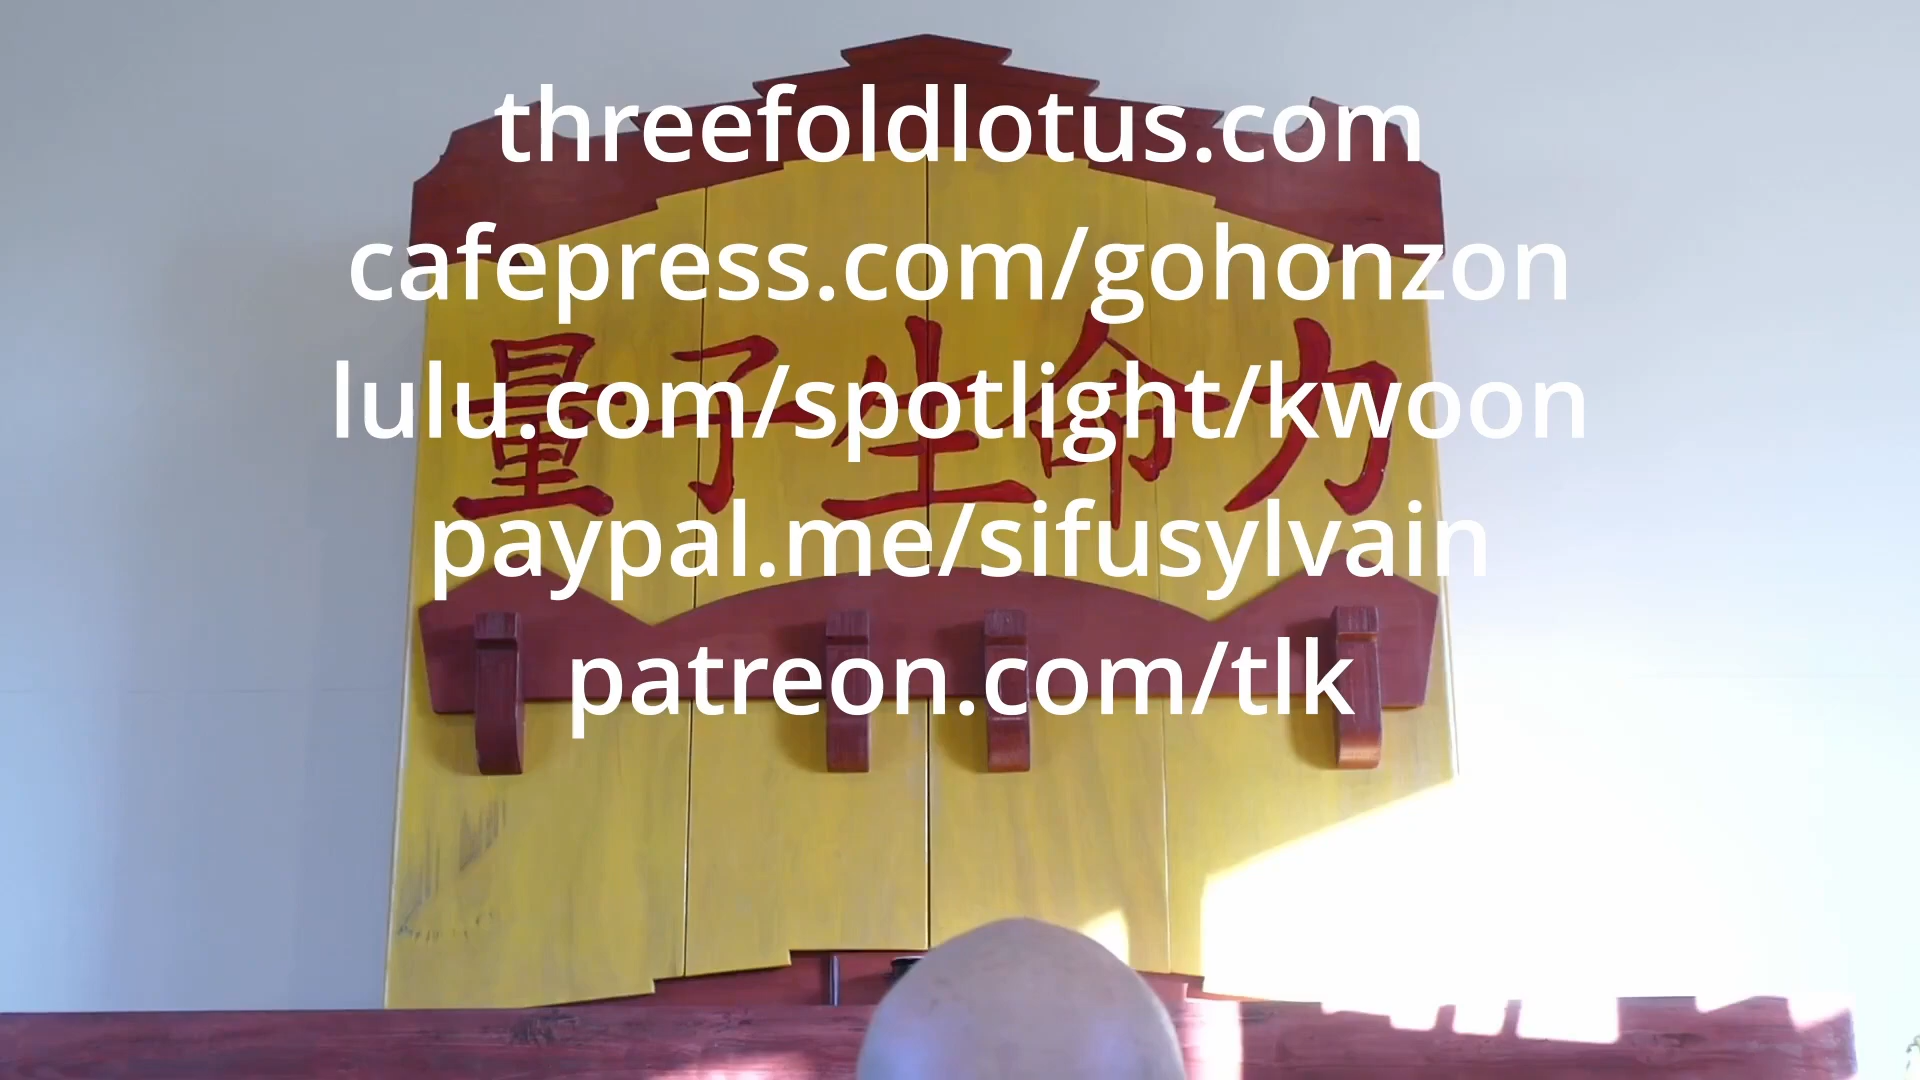 threefoldlotus.com
cafepress.com/gohonzon
量子生命力
lulu.com/spotlight/kwoon
paypal.me/sifusylvain
patreon.com/tlk